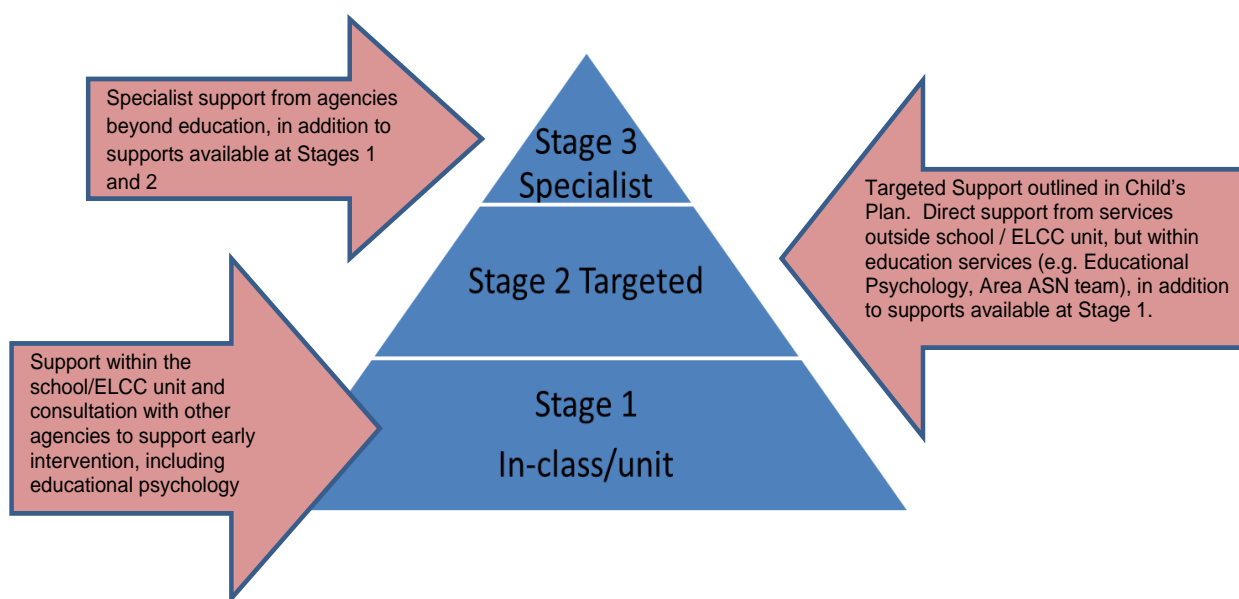 Specialist support from agencies
beyond education, in addition to
supports available at Stages 1
and 2
Stage 3
Specialist
Targeted Support outlined in Child's
Plan.  Direct support from services
outside school / ELCC unit, but within
education services (e.g. Educational
Psychology, Area ASN team), in addition
to supports available at Stage 1.
Stage 2 Targeted
Support within the
school/ELCC unit and
consultation with other
agencies to support early
intervention, including
educational psychology
Stage 1
In-class/unit